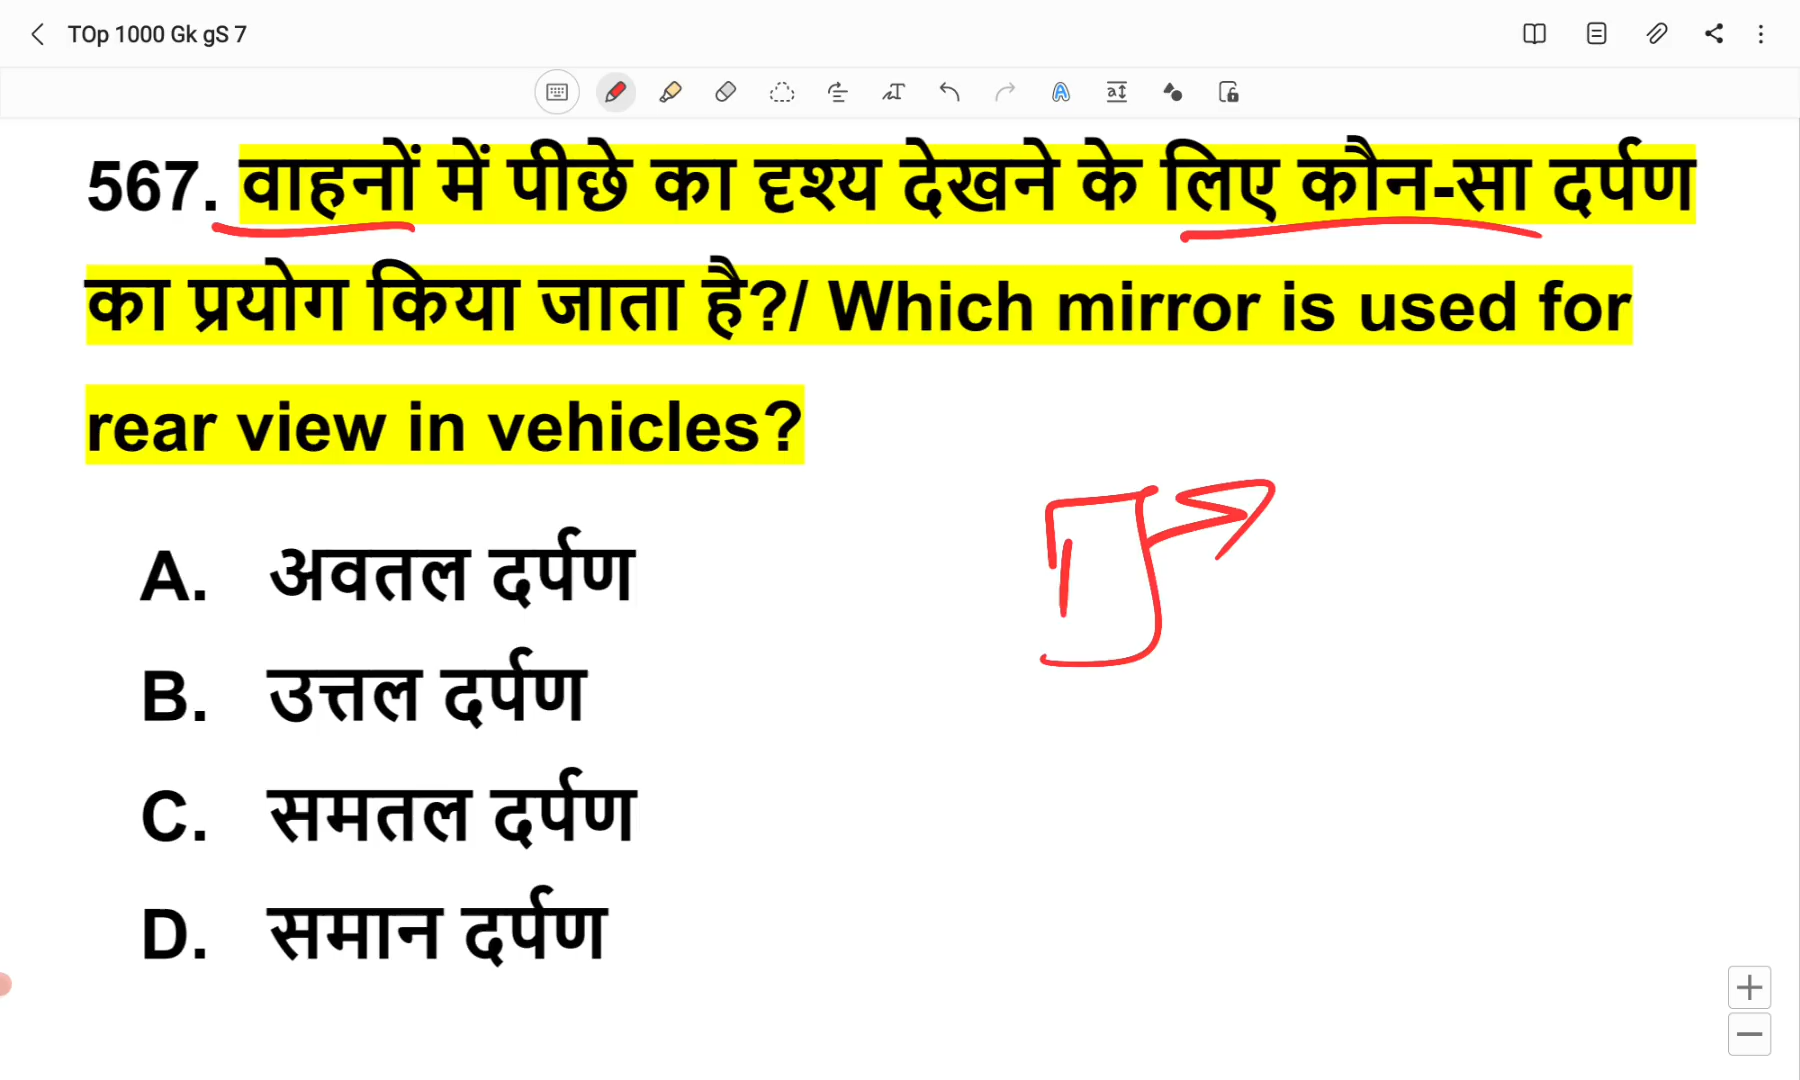 TOp 1000 Gk gS 7
567. वाहनों में पीछे का दृश्य देखने के लिए कौन-सा दर्पण
का प्रयोग किया जाता है?/ Which mirror is used for
rear view in vehicles?
A. अवतल दर्पण
B. उत्तल दर्पण
C. समतल दर्पण
D. समान दर्पण